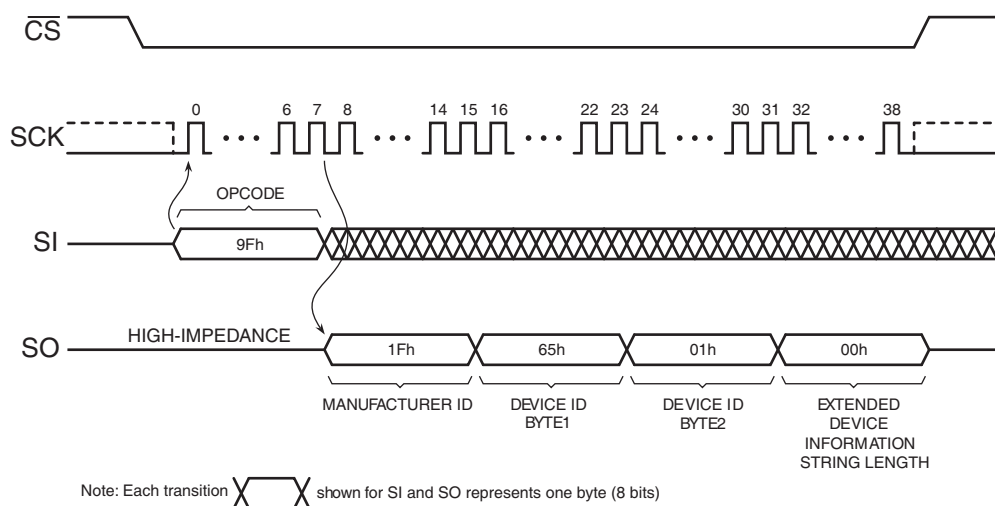 CS
SCK
0 6 7 8 14 15 16 22 23 24 30 31 32 38
OPCODE
SI
9Fh
SO
HIGH-IMPEDANCE
1Fh 65h 01h 00h
MANUFACTURER ID
DEVICE ID
BYTE1
DEVICE ID
BYTE2
EXTENDED
DEVICE
INFORMATION
STRING LENGTH
Note: Each transition shown for SI and SO represents one byte (8 bits)